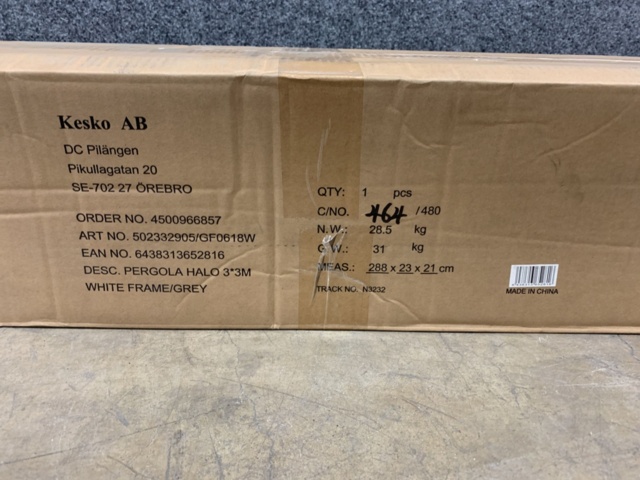 Kesko AB
DC Pilängen
Pikullagatan 20
SE-702 27 ÖREBRO
ORDER NO. 4500966857
ART NO. 502332905/GF0618W
EAN NO. 6438313652816
DESC. PERGOLA HALO 3*3M
WHITE FRAME/GREY
QTY: 1 pcs
C/NO. 464 /480
N.W.: 28.5 kg
G.W.: 31 kg
MEAS.: 288 x 23 x 21 cm
TRACK NO. N3232
MADE IN CHINA